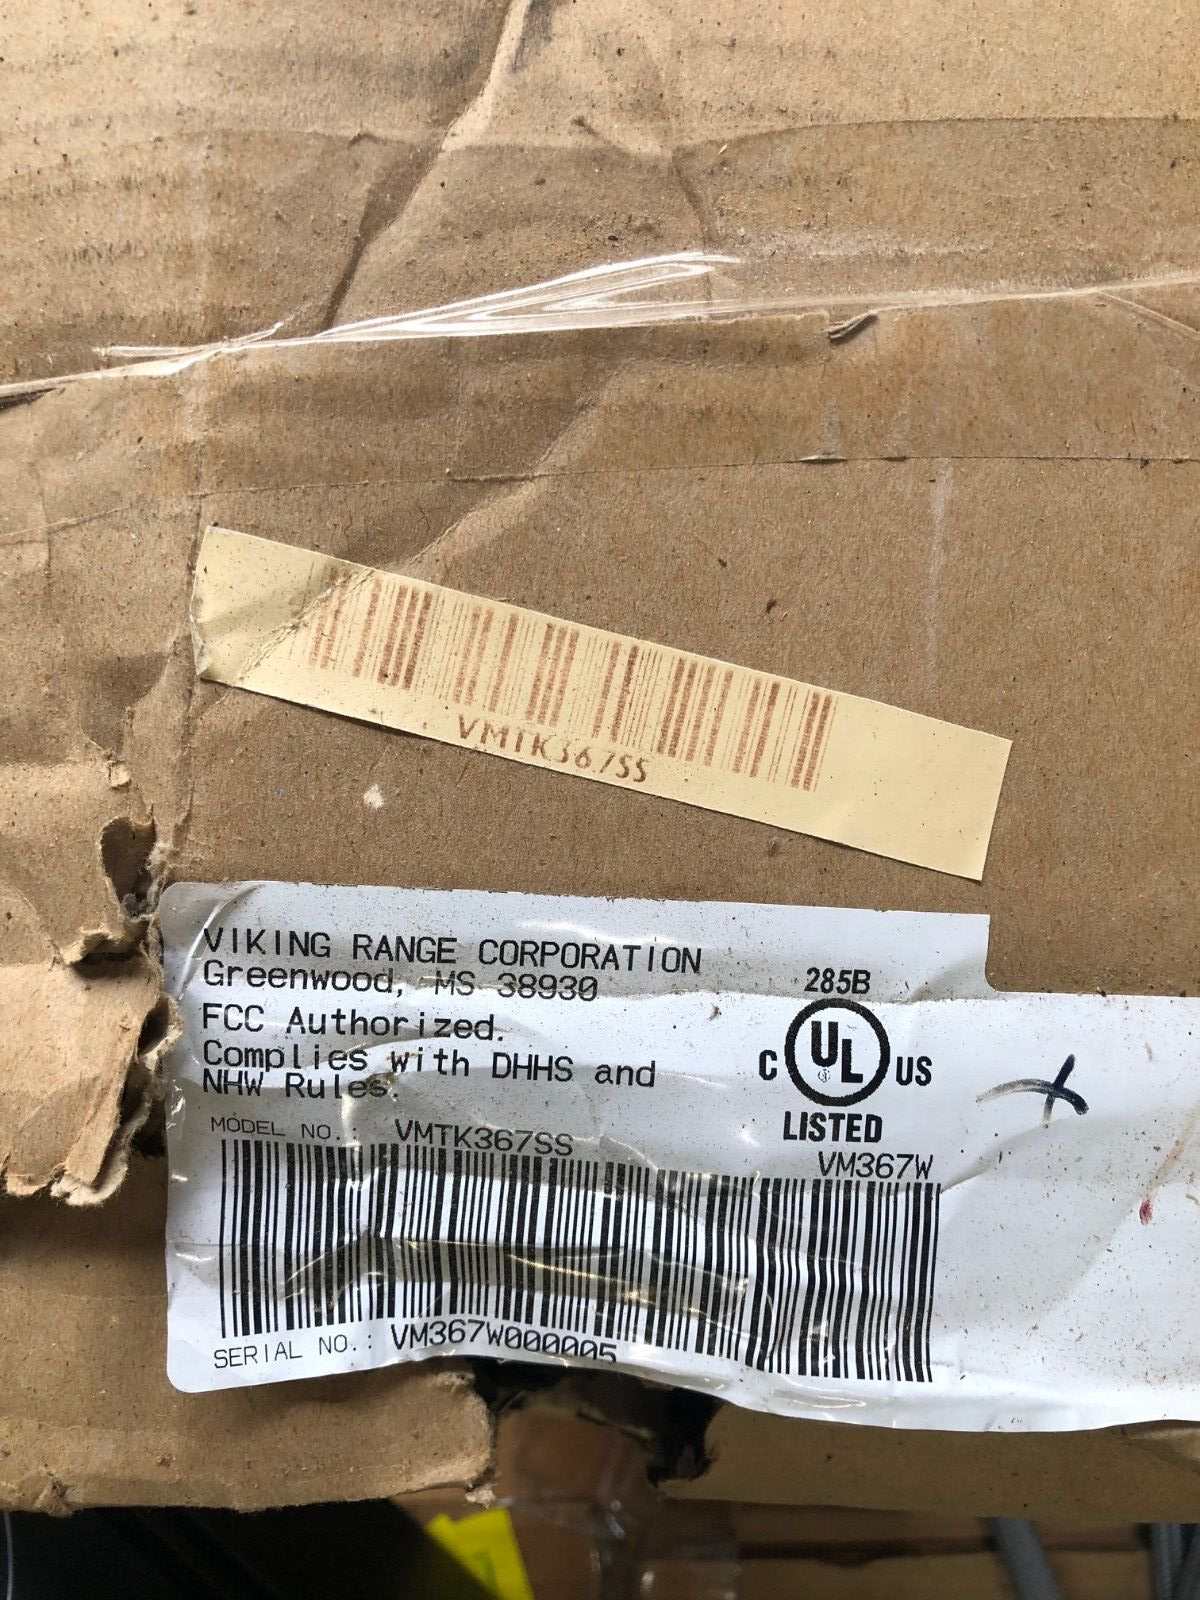 VMTK367SS
VIKING RANGE CORPORATION
Greenwood, MS 38930
FCC Authorized.
Complies with DHHS and
NHW Rules.
285B
C UL US
LISTED
MODEL NO.: VMTK367SS
VM367W
SERIAL NO.: VM367W000005